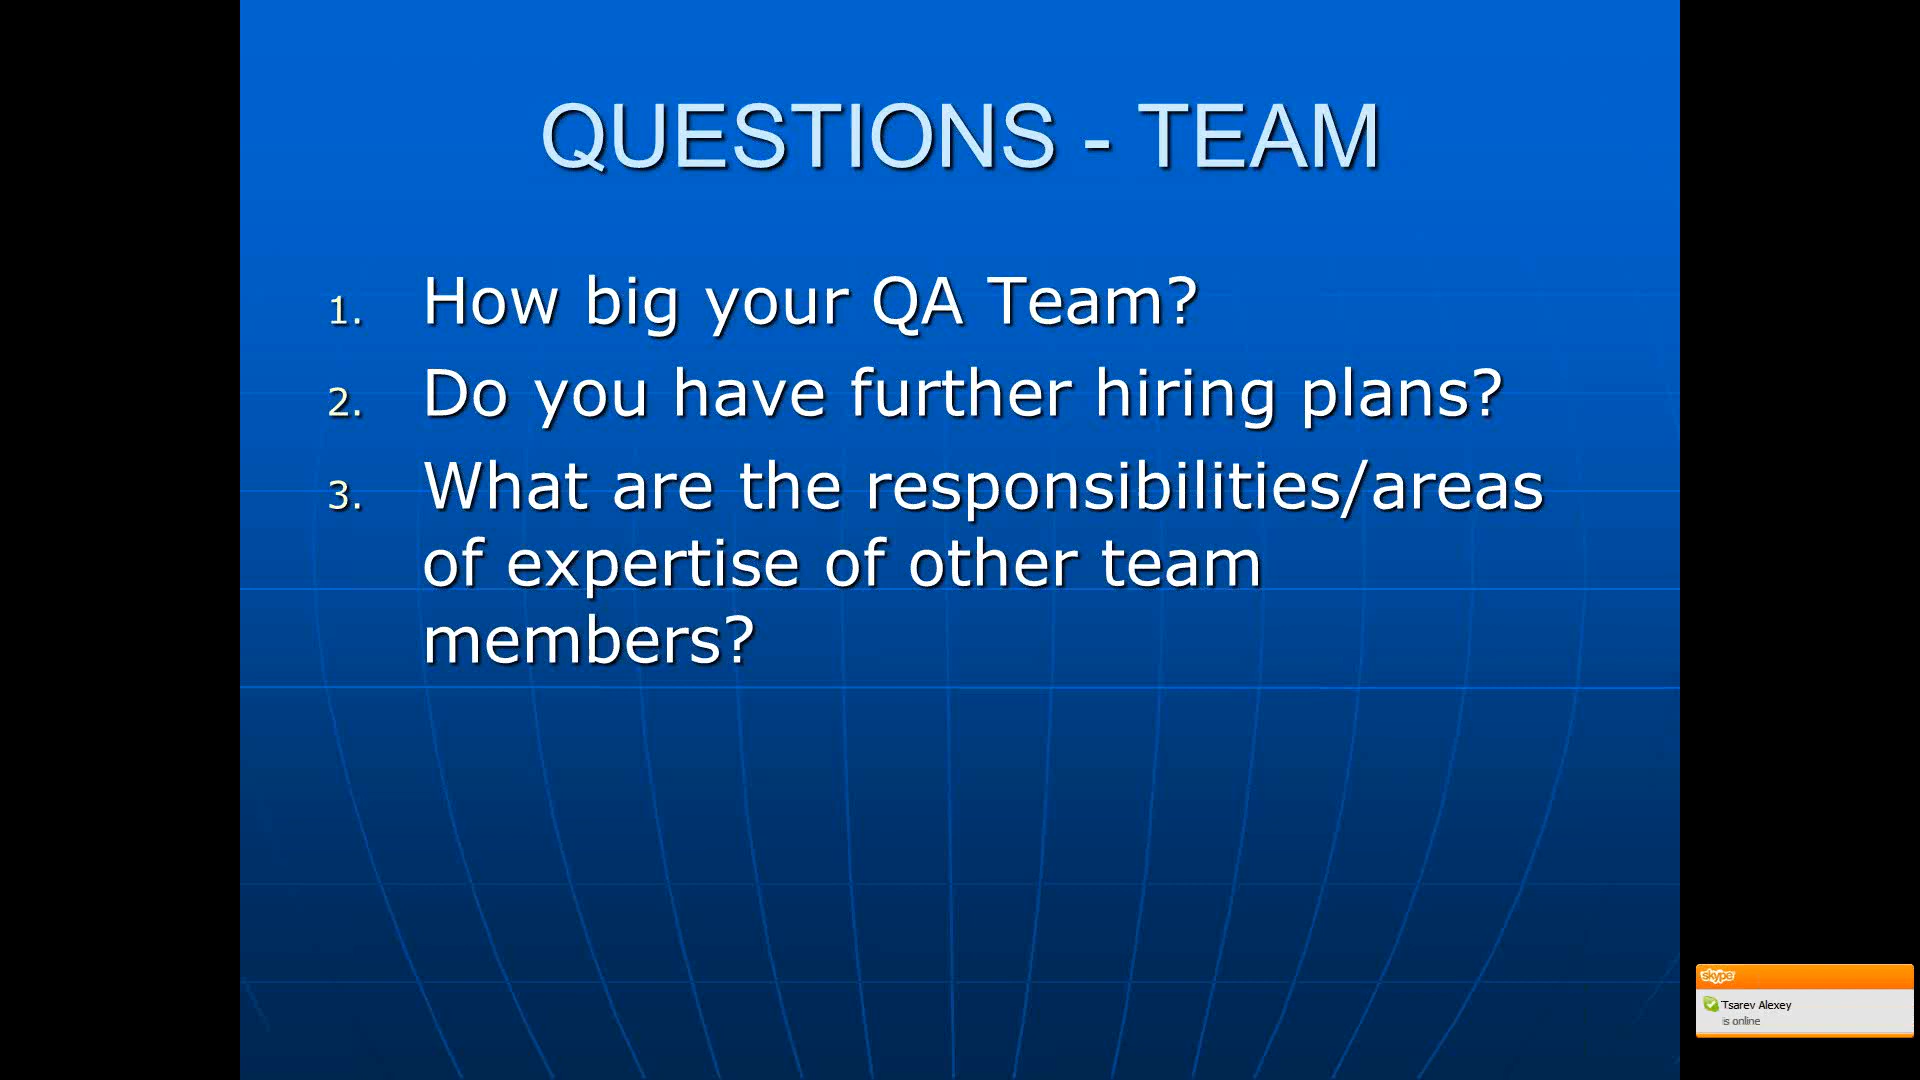 QUESTIONS - TEAM
1. How big your QA Team?
2. Do you have further hiring plans?
3. What are the responsibilities/areas
of expertise of other team
members?
skype
Tsarev Alexey
is online